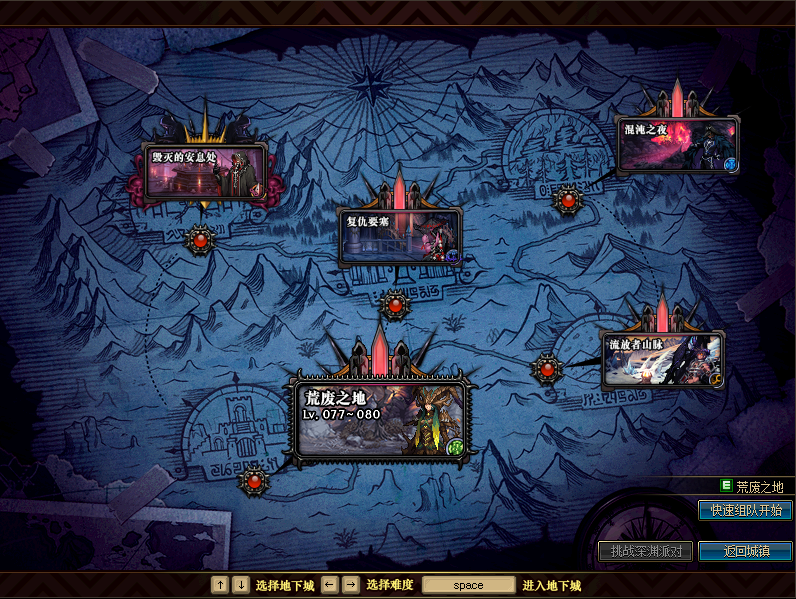 混沌之夜
毁灭的安息处
复仇要塞
流放者山脉
荒废之地
Lv. 077~080
E 荒废之地
快速组队开始
挑战深渊派对
返回城镇
↑ ↓ 选择地下城 ← → 选择难度 space 进入地下城